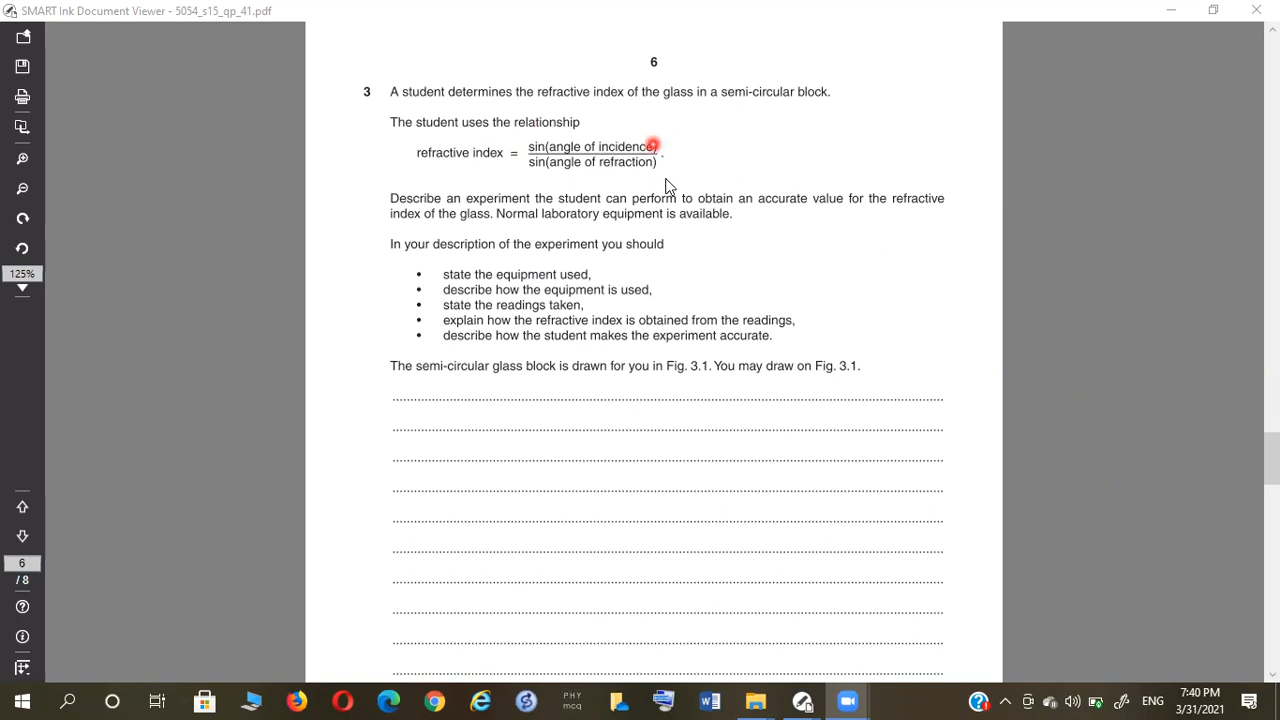 SMART Ink Document Viewer - 5054_s15_qp_41.pdf
6
3 A student determines the refractive index of the glass in a semi-circular block.
The student uses the relationship
refractive index = sin(angle of incidence)
sin(angle of refraction) .
Describe an experiment the student can perform to obtain an accurate value for the refractive
index of the glass. Normal laboratory equipment is available.
In your description of the experiment you should
• state the equipment used,
• describe how the equipment is used,
• state the readings taken,
• explain how the refractive index is obtained from the readings,
• describe how the student makes the experiment accurate.
The semi-circular glass block is drawn for you in Fig. 3.1. You may draw on Fig. 3.1.
125%
6
/ 8
PHY
mcq
ENG
7:40 PM
3/31/2021